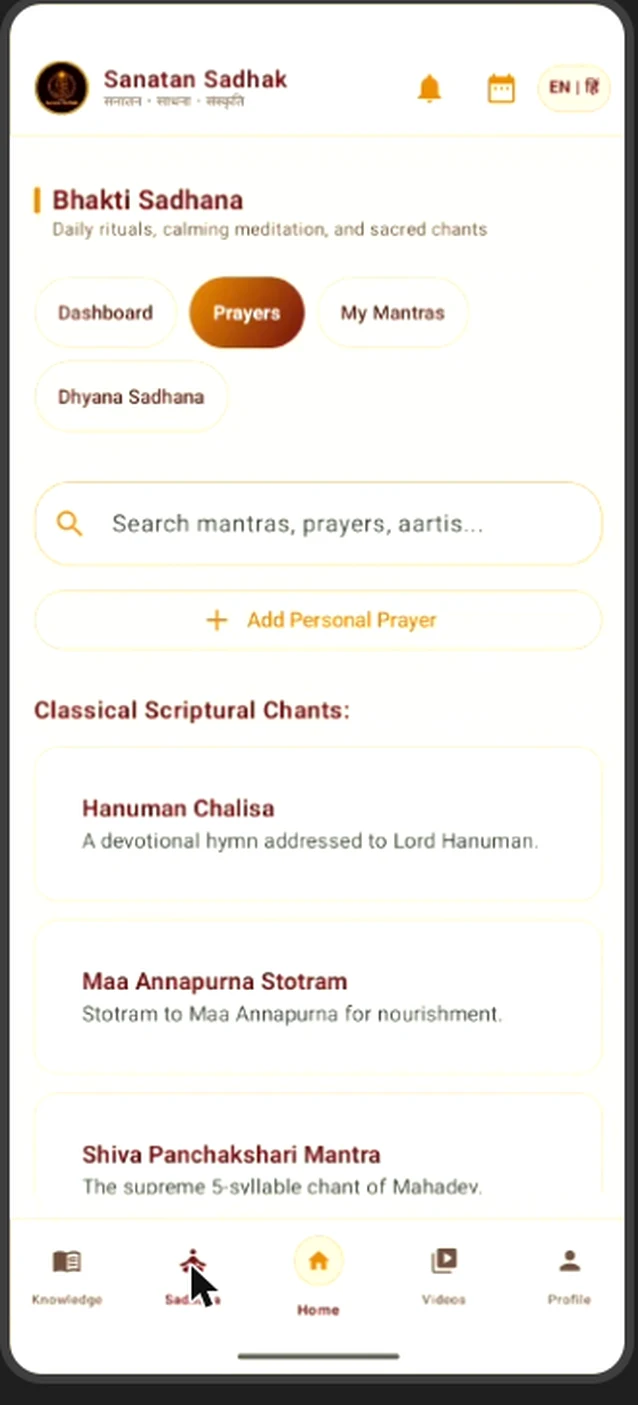 Sanatan Sadhak
सनातन • साधना • संस्कृति
EN | हिं
Bhakti Sadhana
Daily rituals, calming meditation, and sacred chants
Dashboard
Prayers
My Mantras
Dhyana Sadhana
Search mantras, prayers, aartis...
+ Add Personal Prayer
Classical Scriptural Chants:
Hanuman Chalisa
A devotional hymn addressed to Lord Hanuman.
Maa Annapurna Stotram
Stotram to Maa Annapurna for nourishment.
Shiva Panchakshari Mantra
The supreme 5-syllable chant of Mahadev.
Knowledge
Home
Videos
Profile